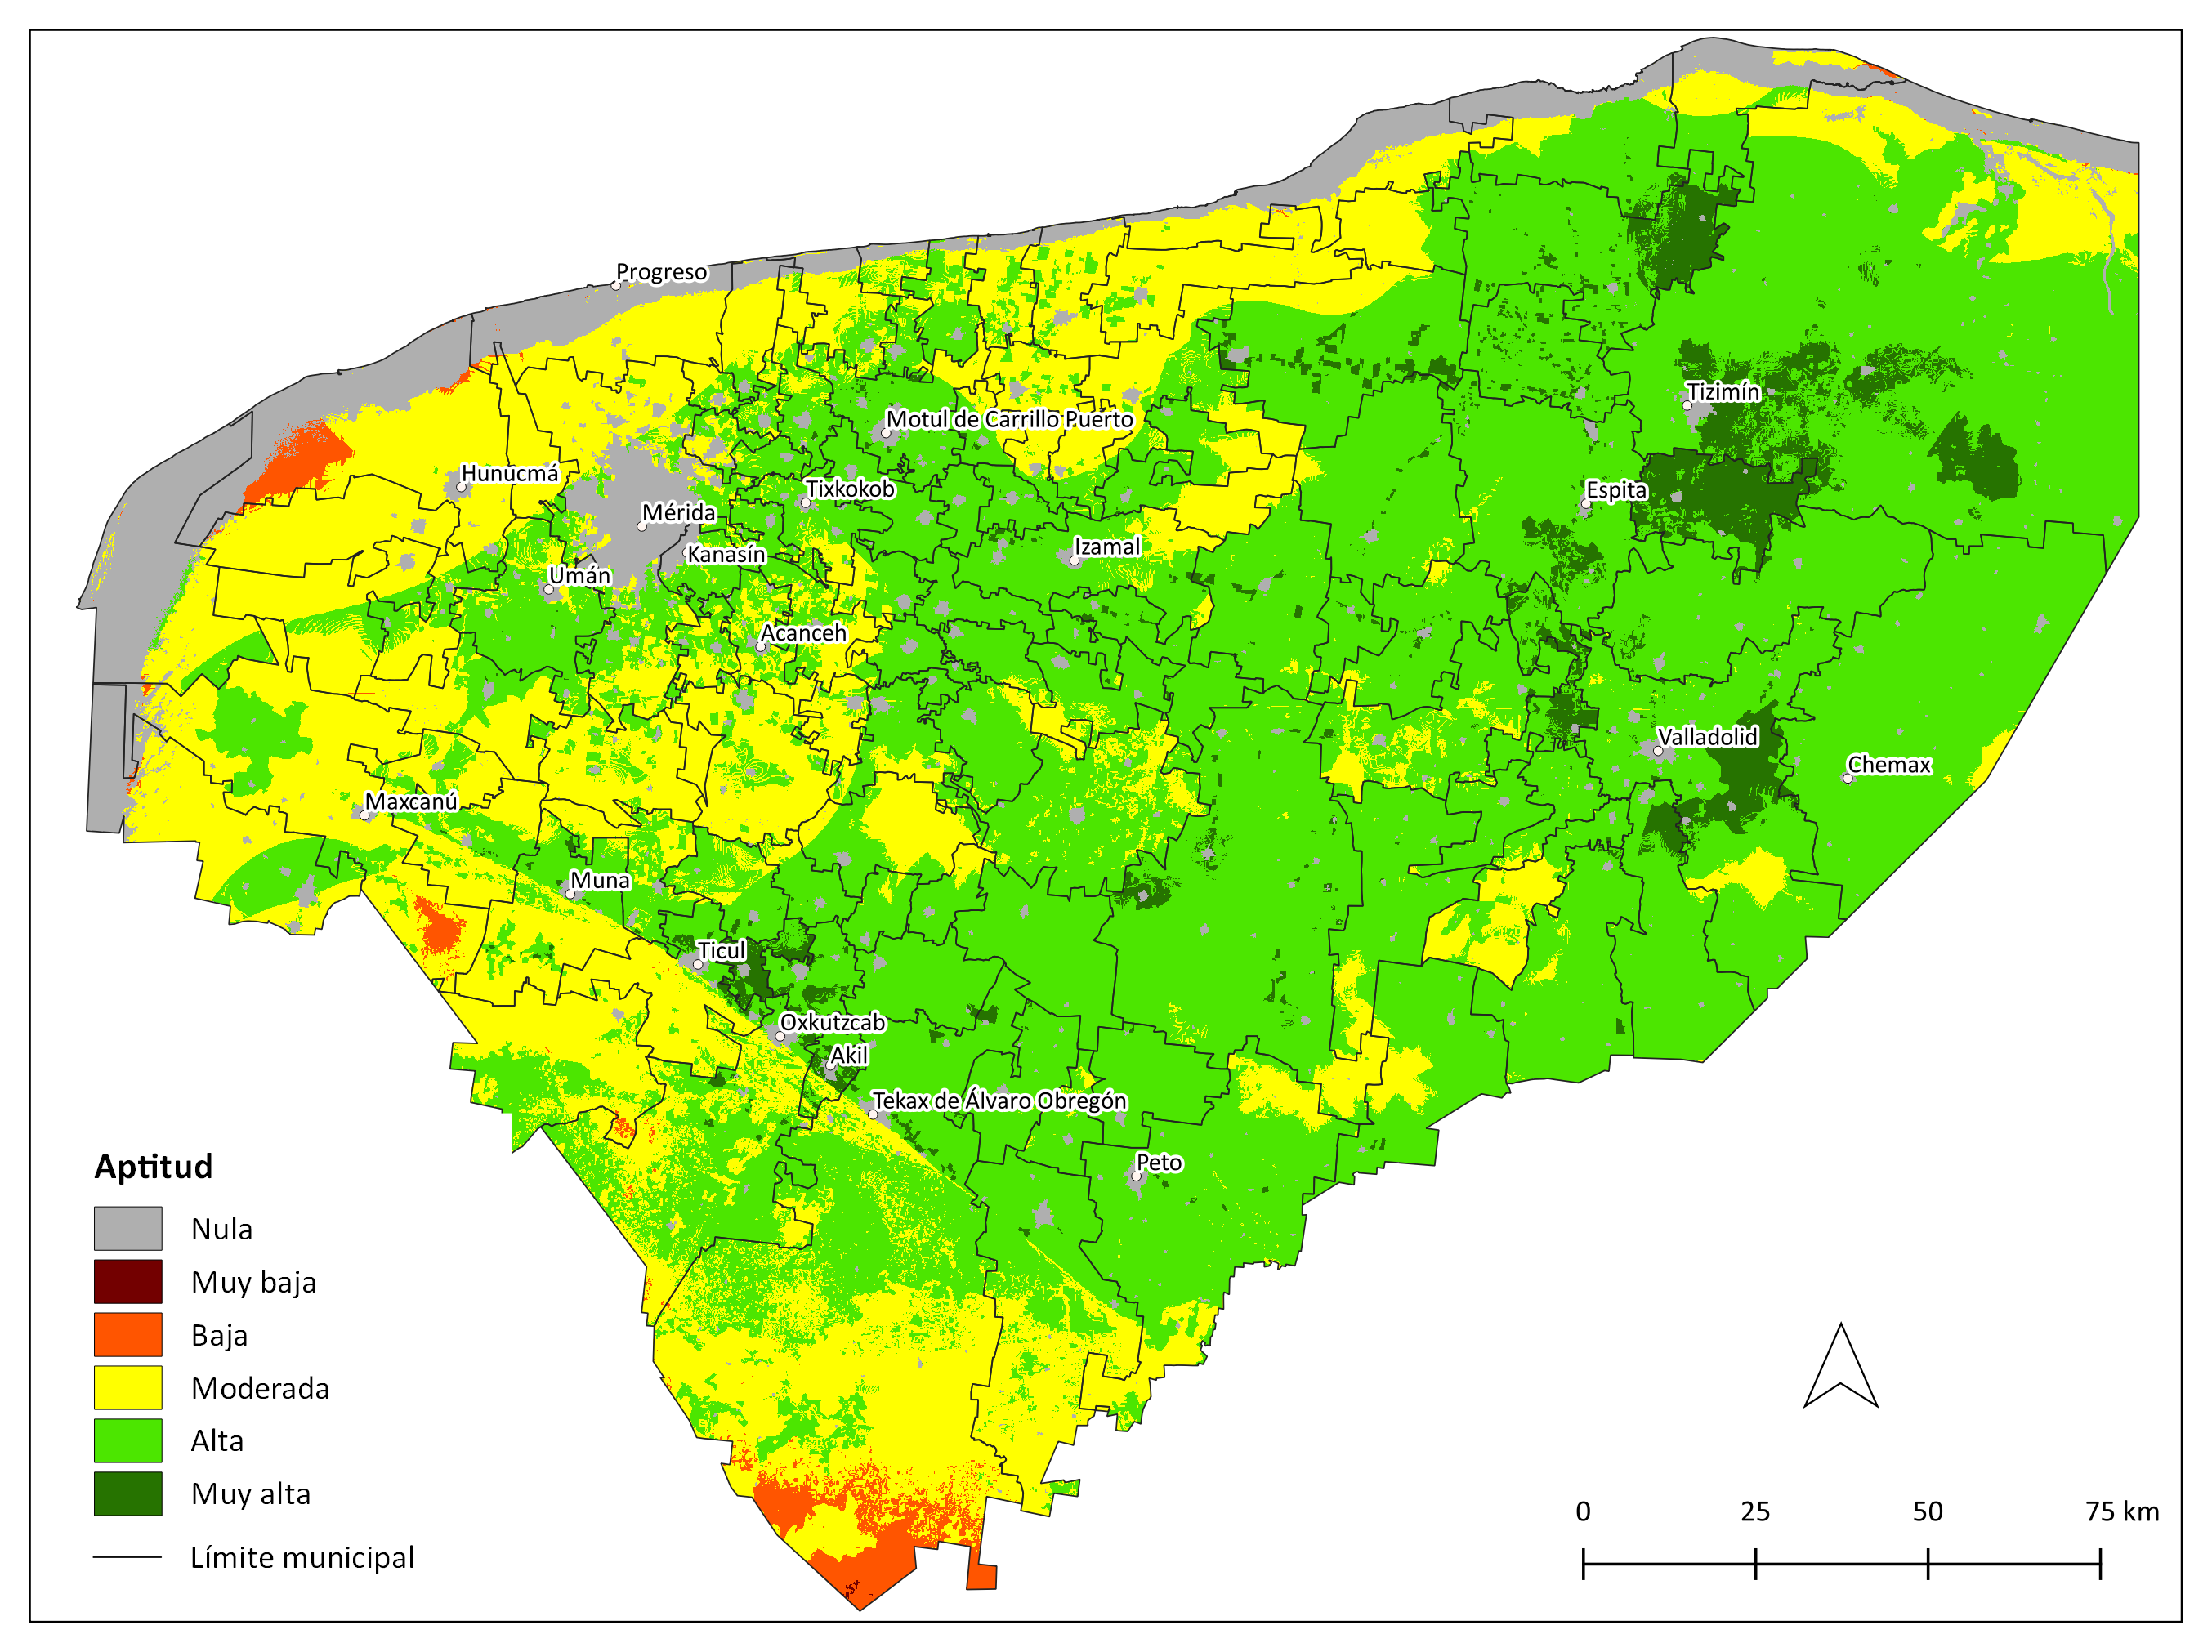 Progreso
Tizimín
Motul de Carrillo Puerto
Hunucmá
Tixkokob
Espita
Mérida
Kanasín
Izamal
Umán
Acanceh
Valladolid
Chemax
Maxcanú
Muna
Ticul
Oxkutzcab
Akil
Tekax de Álvaro Obregón
Peto
Aptitud
Nula
Muy baja
Baja
Moderada
Alta
Muy alta
Límite municipal
0 25 50 75 km